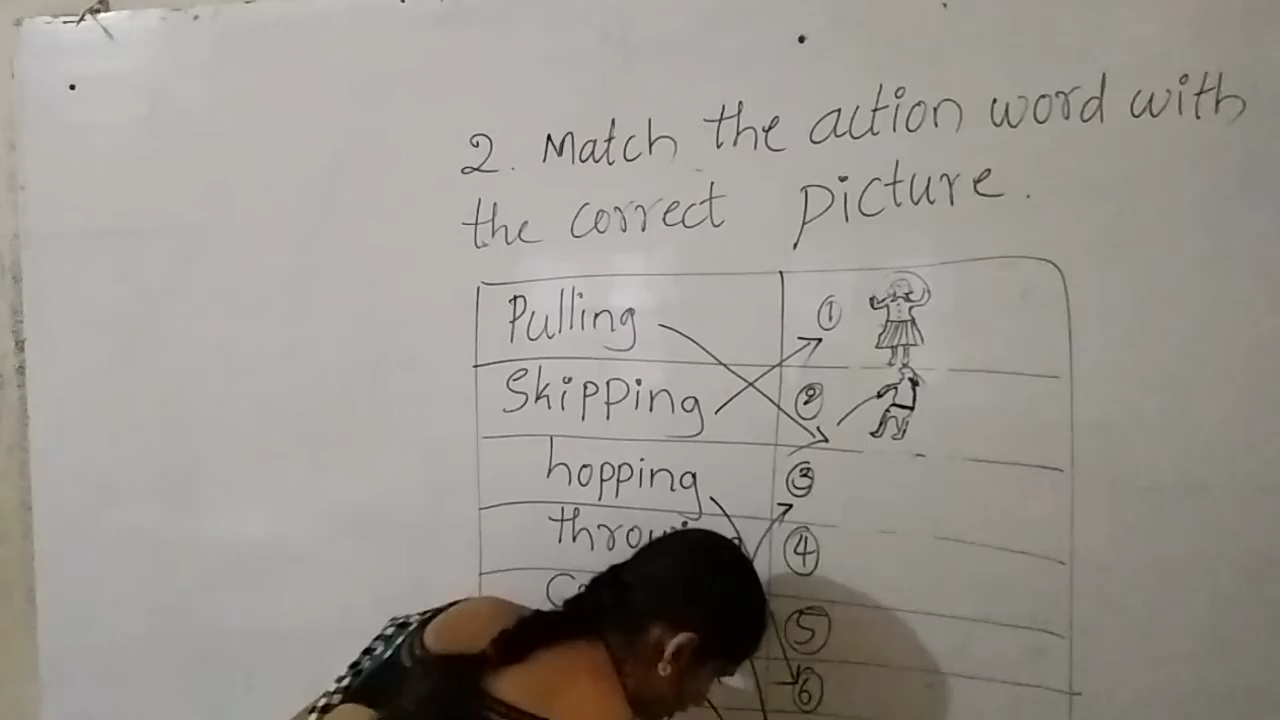 2. Match the action word with
the correct picture.
Pulling ①
Skipping ②
hopping ③
④
⑤
⑥